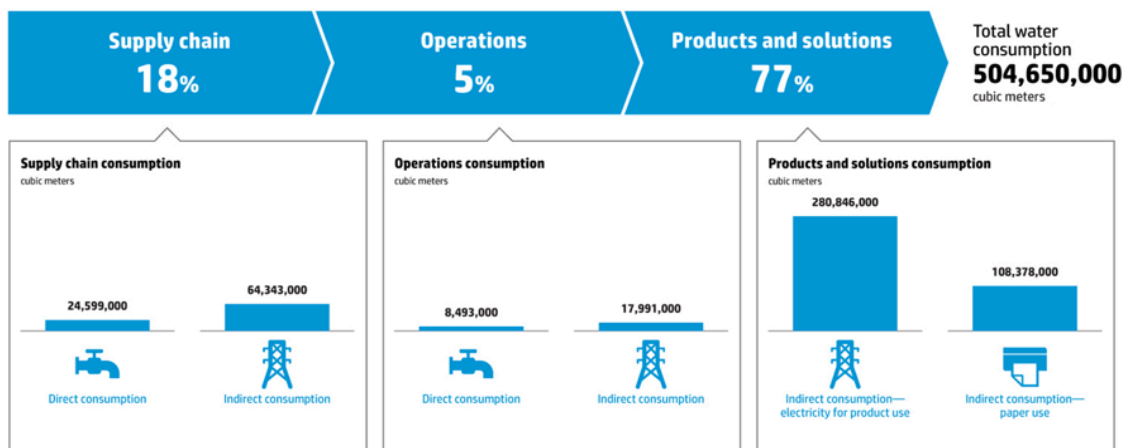 Supply chain
18%
Operations
5%
Products and solutions
77%
Total water
consumption
504,650,000
cubic meters
Supply chain consumption
cubic meters
24,599,000
64,343,000
Direct consumption
Indirect consumption
Operations consumption
cubic meters
8,493,000
17,991,000
Direct consumption
Indirect consumption
Products and solutions consumption
cubic meters
280,846,000
108,378,000
Indirect consumption—
electricity for product use
Indirect consumption—
paper use